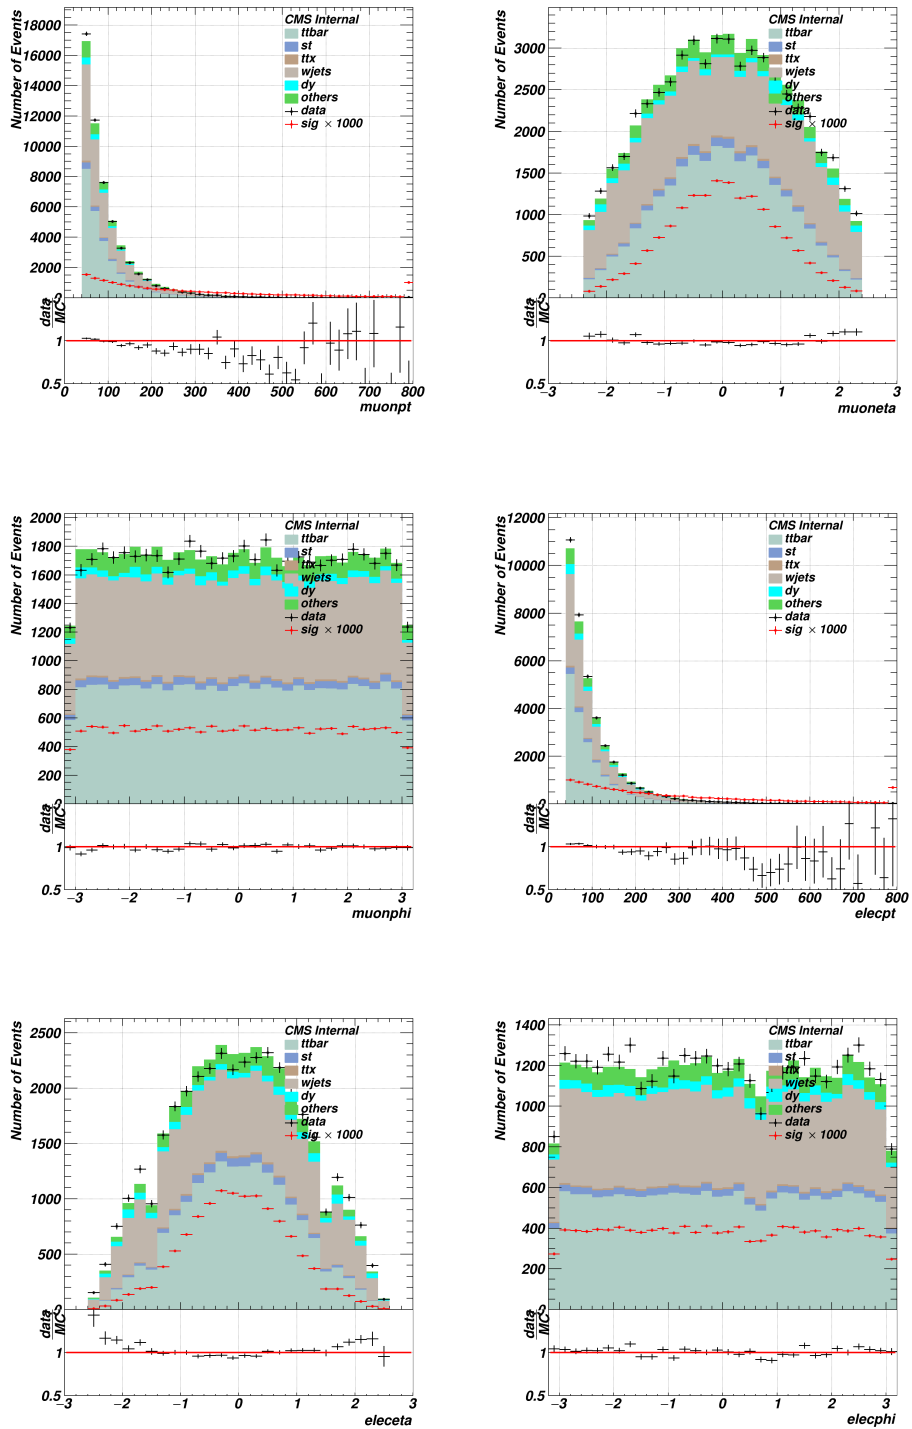 Number of Events
18000
16000
14000
12000
10000
8000
6000
4000
2000
0
CMS Internal
ttbar
st
ttx
wjets
dy
others
data
sig × 1000
data
MC
1
0.5
0 100 200 300 400 500 600 700 800
muonpt
Number of Events
3500
3000
2500
2000
1500
1000
500
0
CMS Internal
ttbar
st
ttx
wjets
dy
others
data
sig × 1000
data
MC
1
0.5
−3 −2 −1 0 1 2 3
muoneta
Number of Events
2000
1800
1600
1400
1200
1000
800
600
400
200
0
CMS Internal
ttbar
st
ttx
wjets
dy
others
data
sig × 1000
data
MC
1
0.5
−3 −2 −1 0 1 2 3
muonphi
Number of Events
12000
10000
8000
6000
4000
2000
0
CMS Internal
ttbar
st
ttx
wjets
dy
others
data
sig × 1000
data
MC
1
0.5
0 100 200 300 400 500 600 700 800
elecpt
Number of Events
2500
2000
1500
1000
500
0
CMS Internal
ttbar
st
ttx
wjets
dy
others
data
sig × 1000
data
MC
1
0.5
−3 −2 −1 0 1 2 3
eleceta
Number of Events
1400
1200
1000
800
600
400
200
0
CMS Internal
ttbar
st
ttx
wjets
dy
others
data
sig × 1000
data
MC
1
0.5
−3 −2 −1 0 1 2 3
elecphi